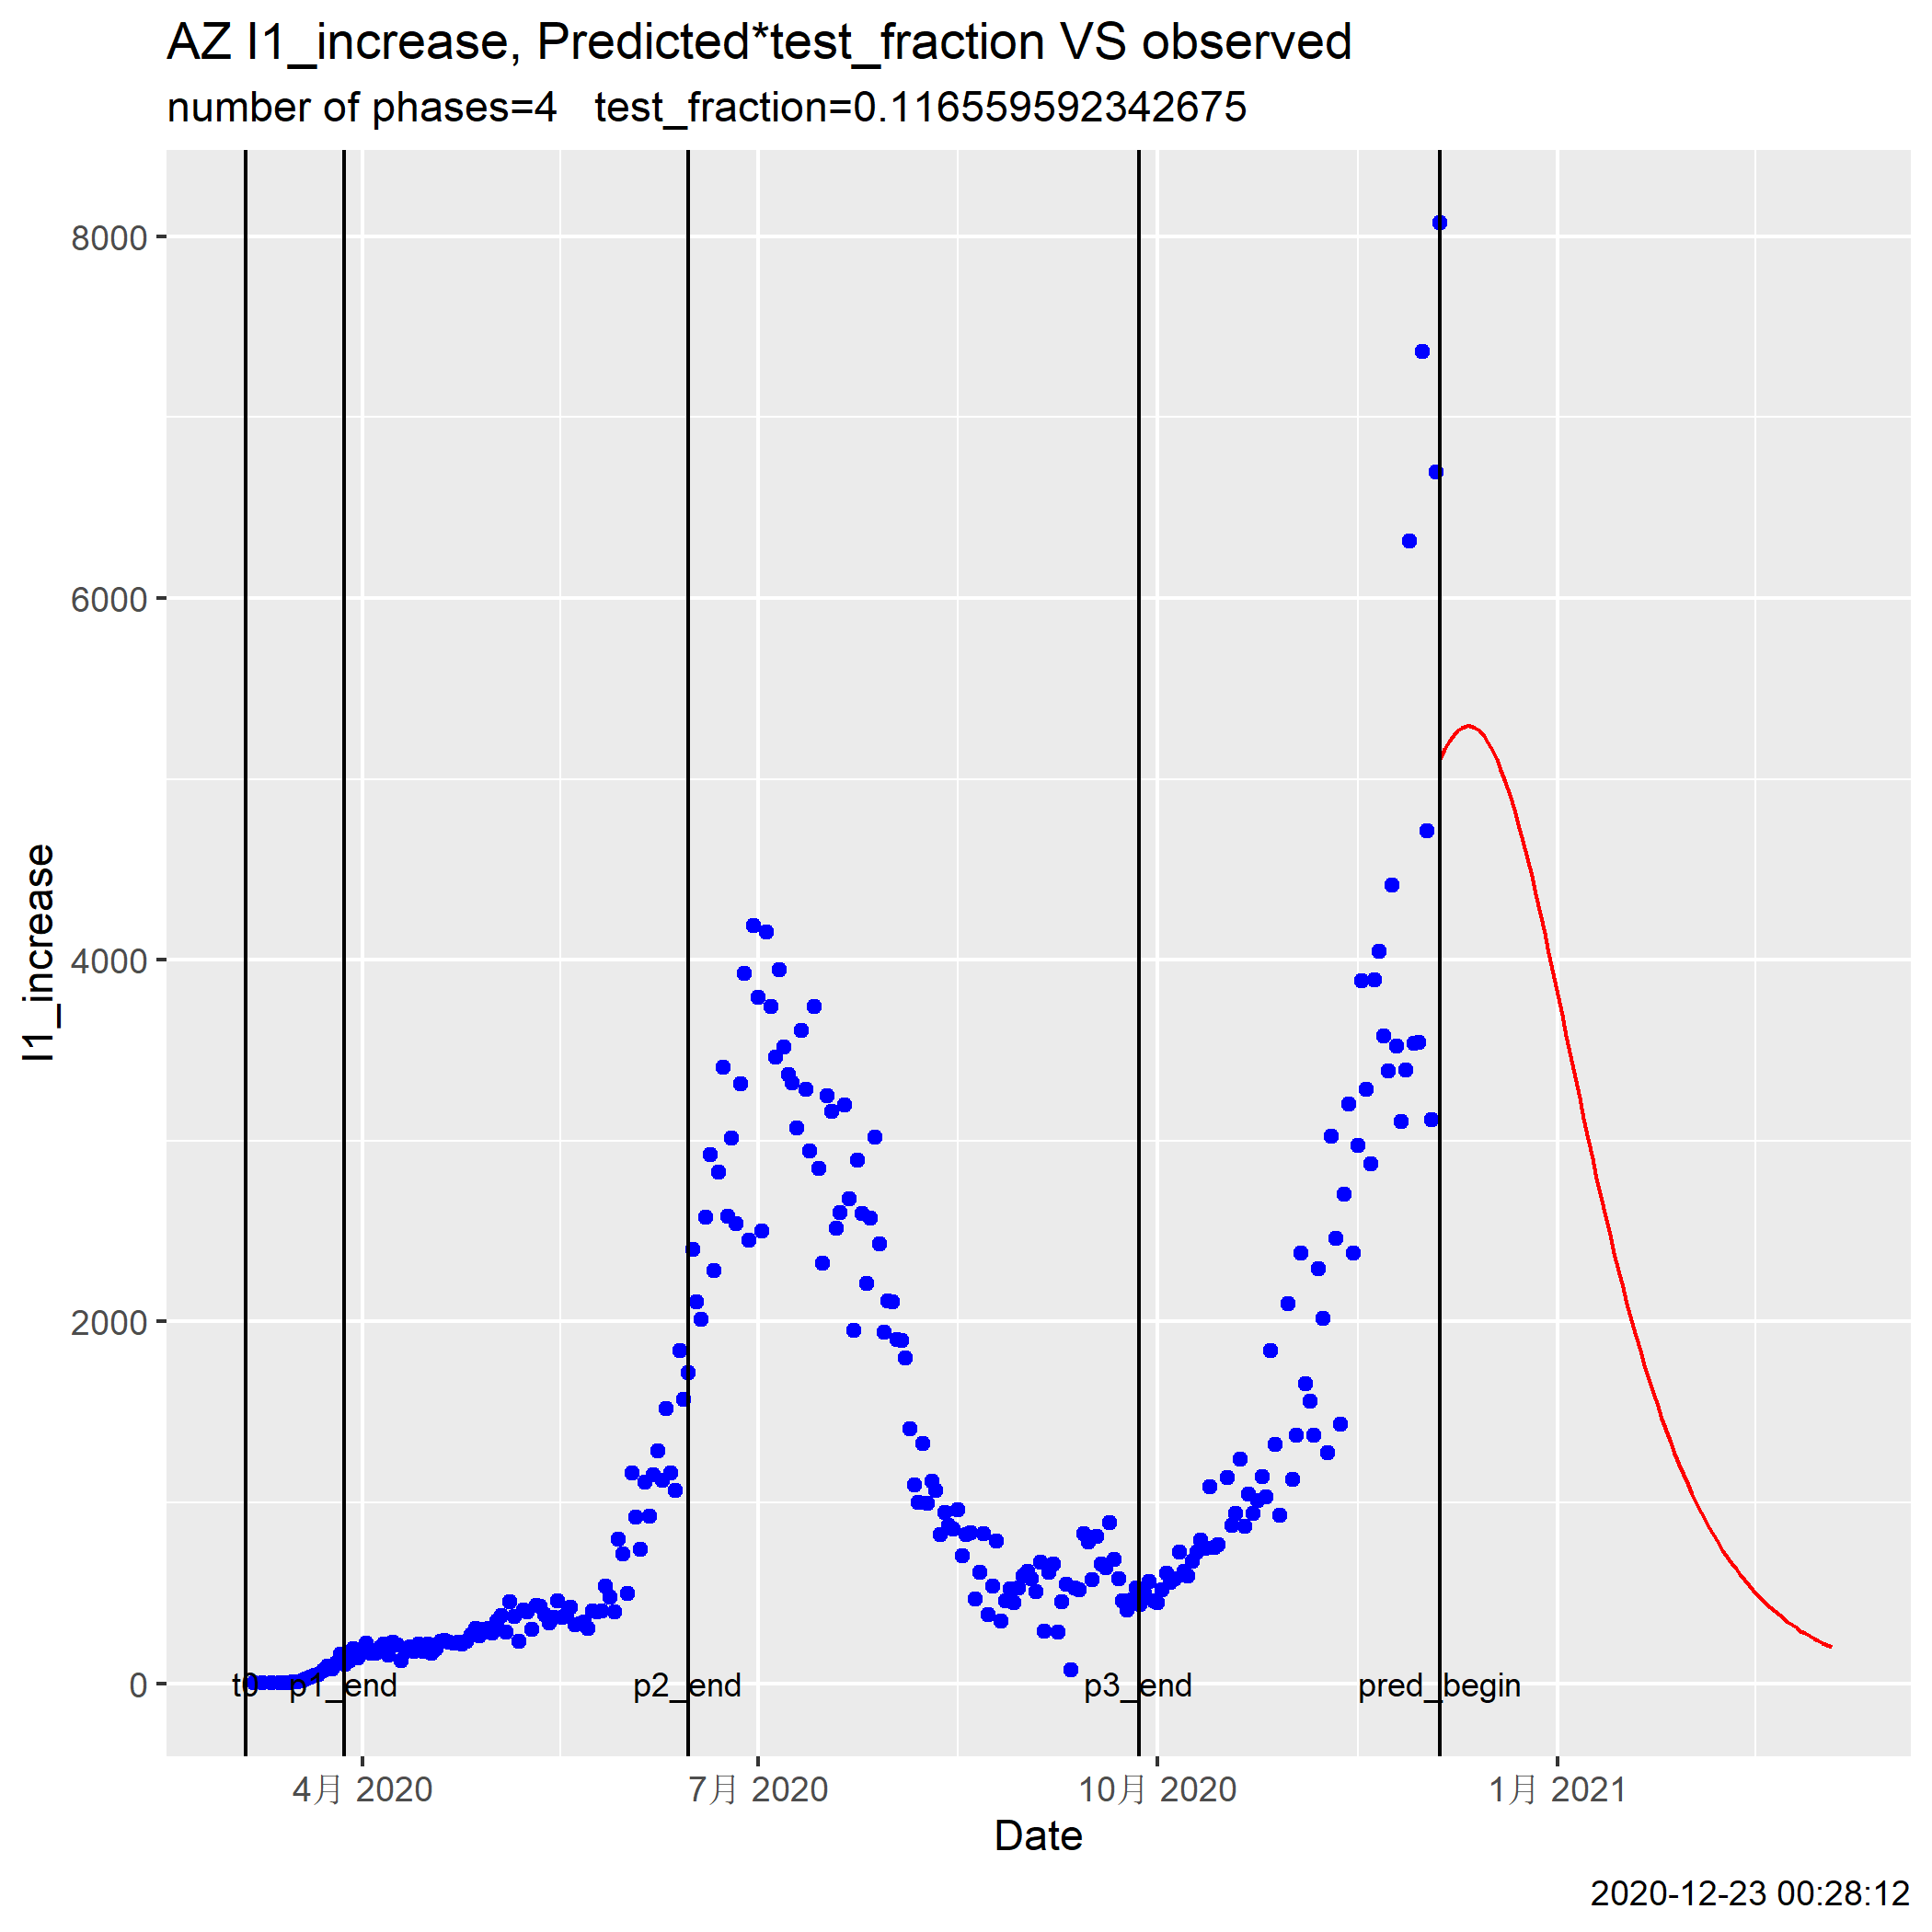 AZ I1_increase, Predicted*test_fraction VS observed
number of phases=4   test_fraction=0.116559592342675
8000
6000
4000
2000
0
I1_increase
t0
p1_end
p2_end
p3_end
pred_begin
4月 2020
7月 2020
10月 2020
1月 2021
Date
2020-12-23 00:28:12